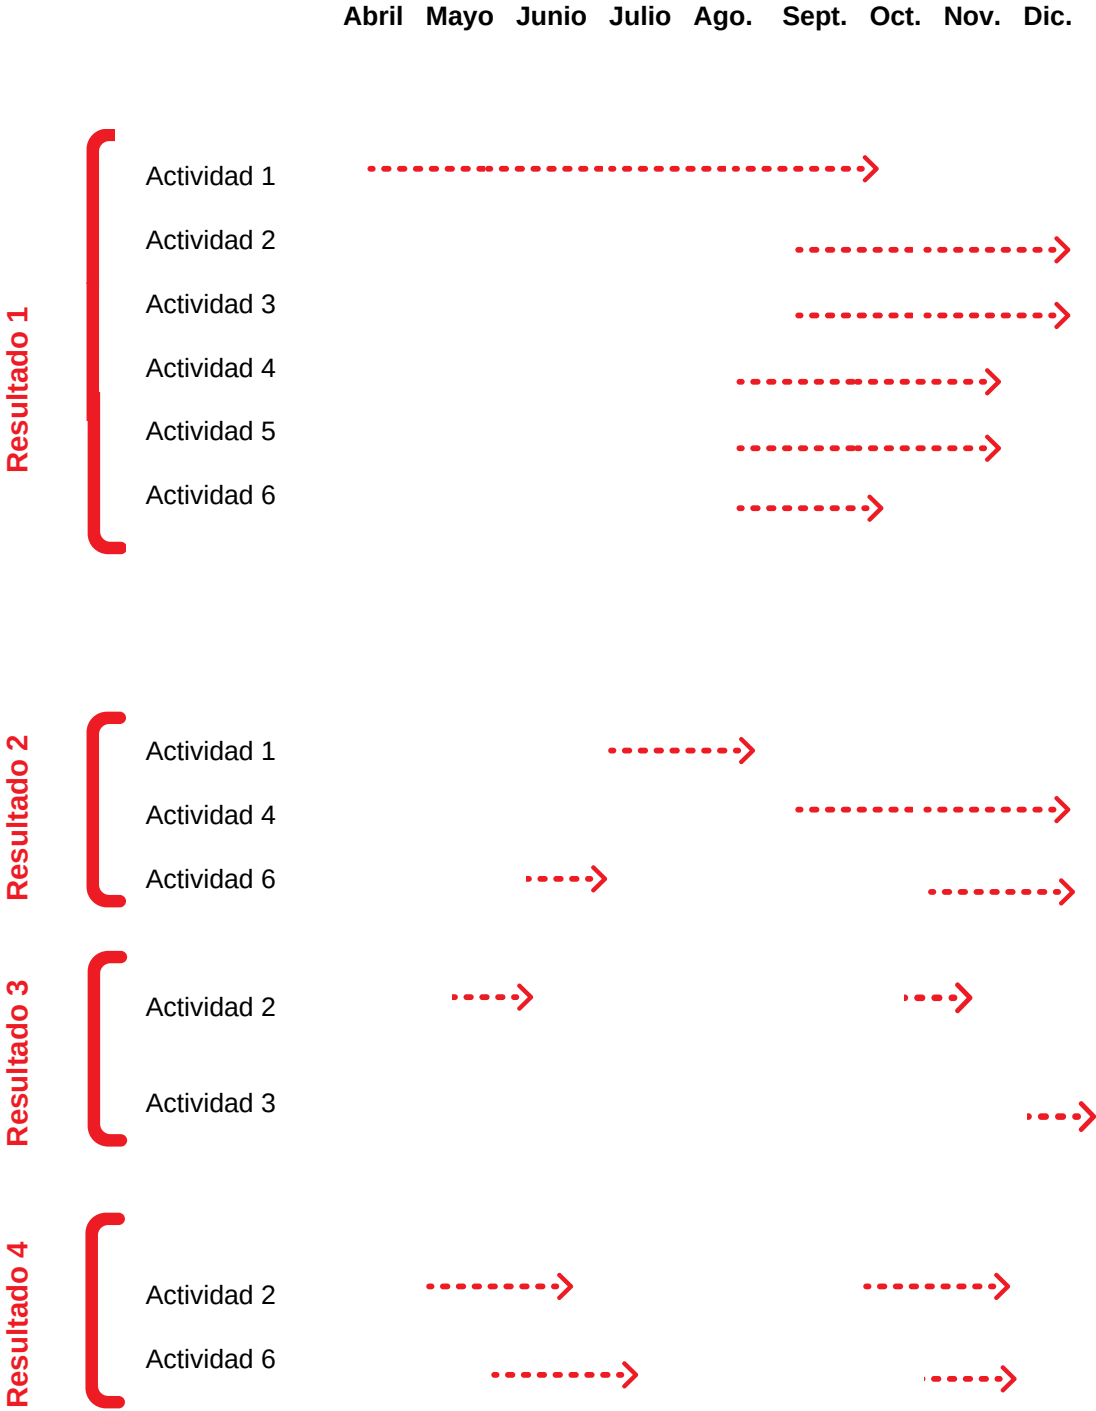 Abril Mayo Junio Julio Ago. Sept. Oct. Nov. Dic.
Resultado 1
Actividad 1
Actividad 2
Actividad 3
Actividad 4
Actividad 5
Actividad 6
Resultado 2
Actividad 1
Actividad 4
Actividad 6
Resultado 3
Actividad 2
Actividad 3
Resultado 4
Actividad 2
Actividad 6